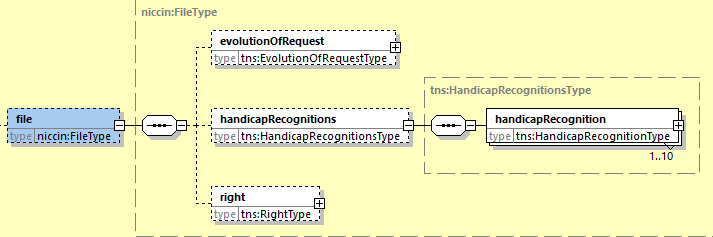 niccin:FileType
evolutionOfRequest
type tns:EvolutionOfRequestType
tns:HandicapRecognitionsType
file
type niccin:FileType
handicapRecognitions
type tns:HandicapRecognitionsType
handicapRecognition
type tns:HandicapRecognitionType
1..10
right
type tns:RightType